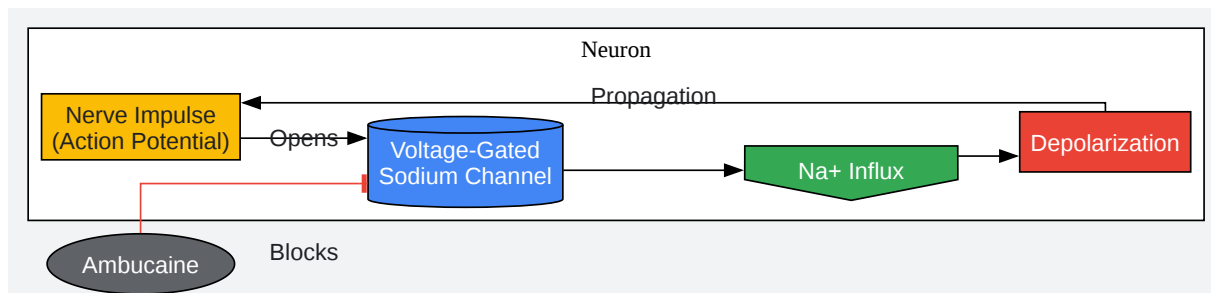 Neuron
Propagation
Nerve Impulse
(Action Potential)
Opens
Voltage-Gated
Sodium Channel
Na+ Influx
Depolarization
Blocks
Ambucaine